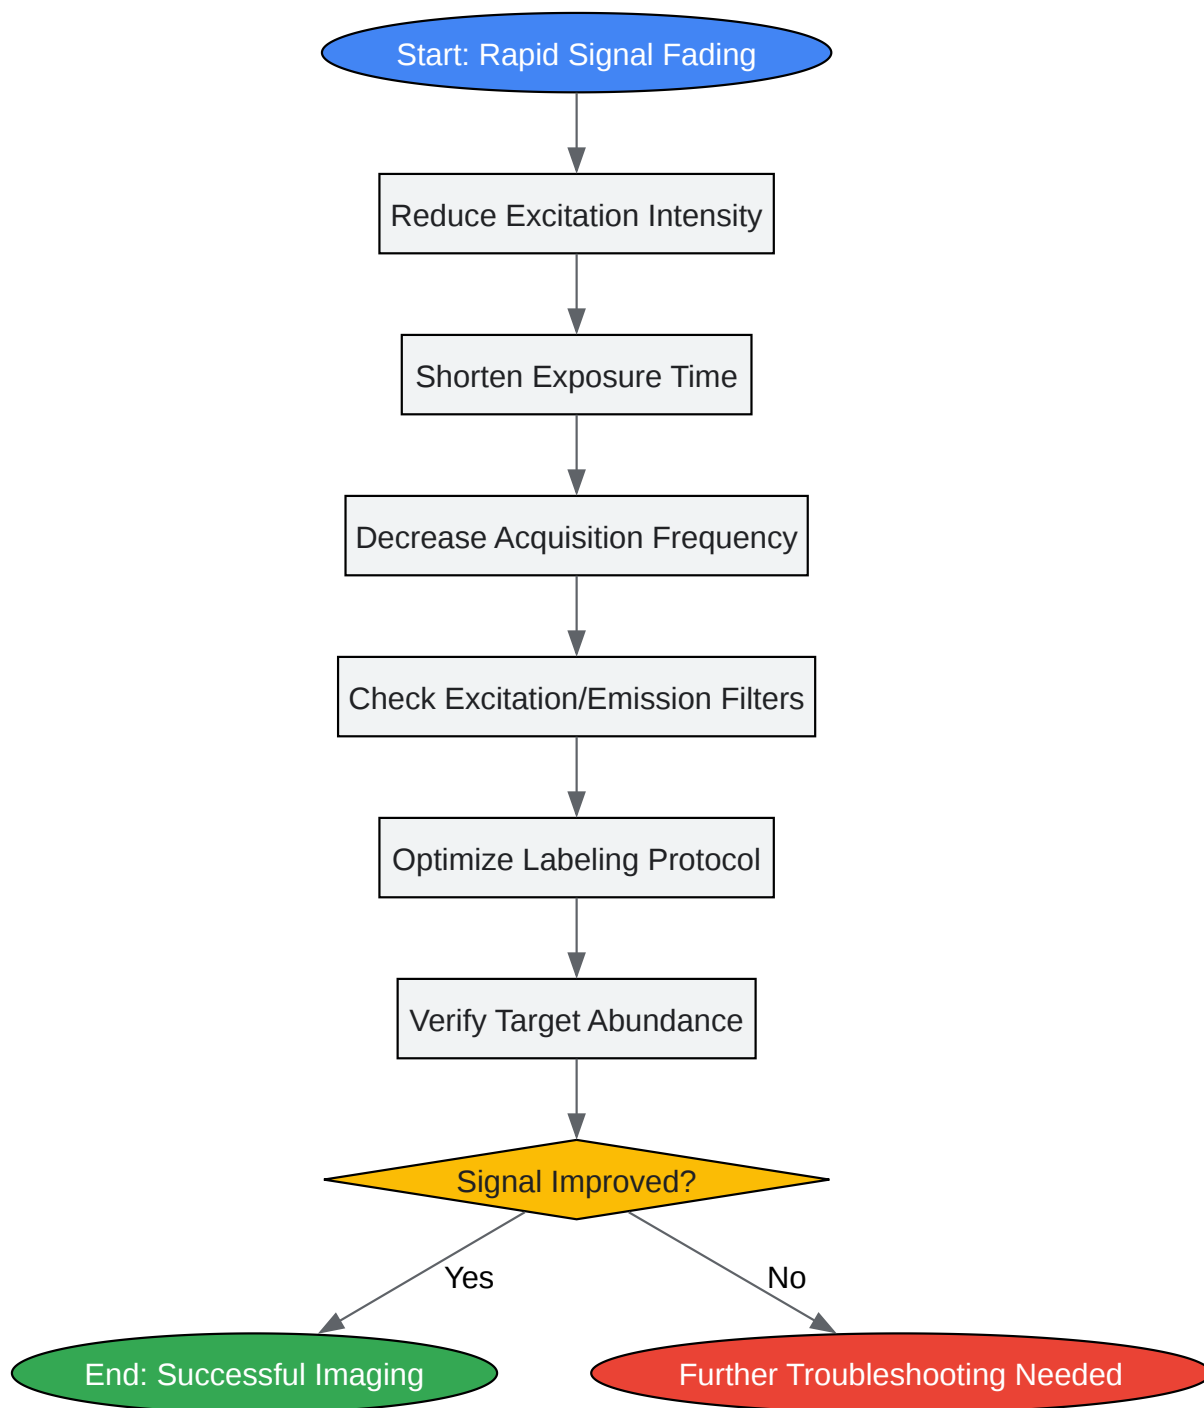 Start: Rapid Signal Fading
Reduce Excitation Intensity
Shorten Exposure Time
Decrease Acquisition Frequency
Check Excitation/Emission Filters
Optimize Labeling Protocol
Verify Target Abundance
Signal Improved?
Yes
No
End: Successful Imaging
Further Troubleshooting Needed